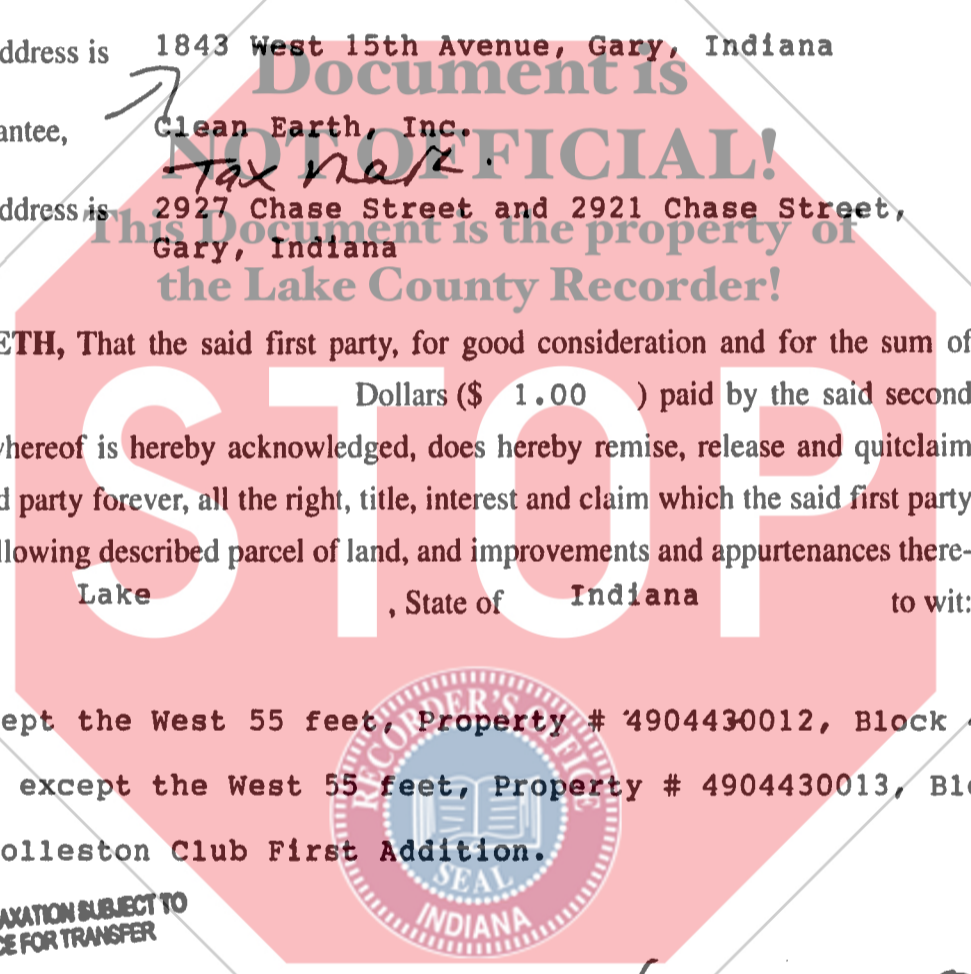 ddress is 1843 West 15th Avenue, Gary, Indiana
Document is
antee, Clean Earth, Inc.
NOT OFFICIAL!
Tax
ddress is 2927 Chase Street and 2921 Chase Street,
This Document is the property of
Gary, Indiana
the Lake County Recorder!
ETH, That the said first party, for good consideration and for the sum of
Dollars ($ 1.00 ) paid by the said second
whereof is hereby acknowledged, does hereby remise, release and quitclaim
d party forever, all the right, title, interest and claim which the said first party
llowing described parcel of land, and improvements and appurtenances there-
Lake , State of Indiana to wit:
STOP
ept the West 55 feet, Property # 4904430012, Block
except the West 55 feet, Property # 4904430013, Blo
olleston Club First Addition.
RECORDER'S OFFICE
SEAL
INDIANA
AXATION SUBJECT TO
CE FOR TRANSFER